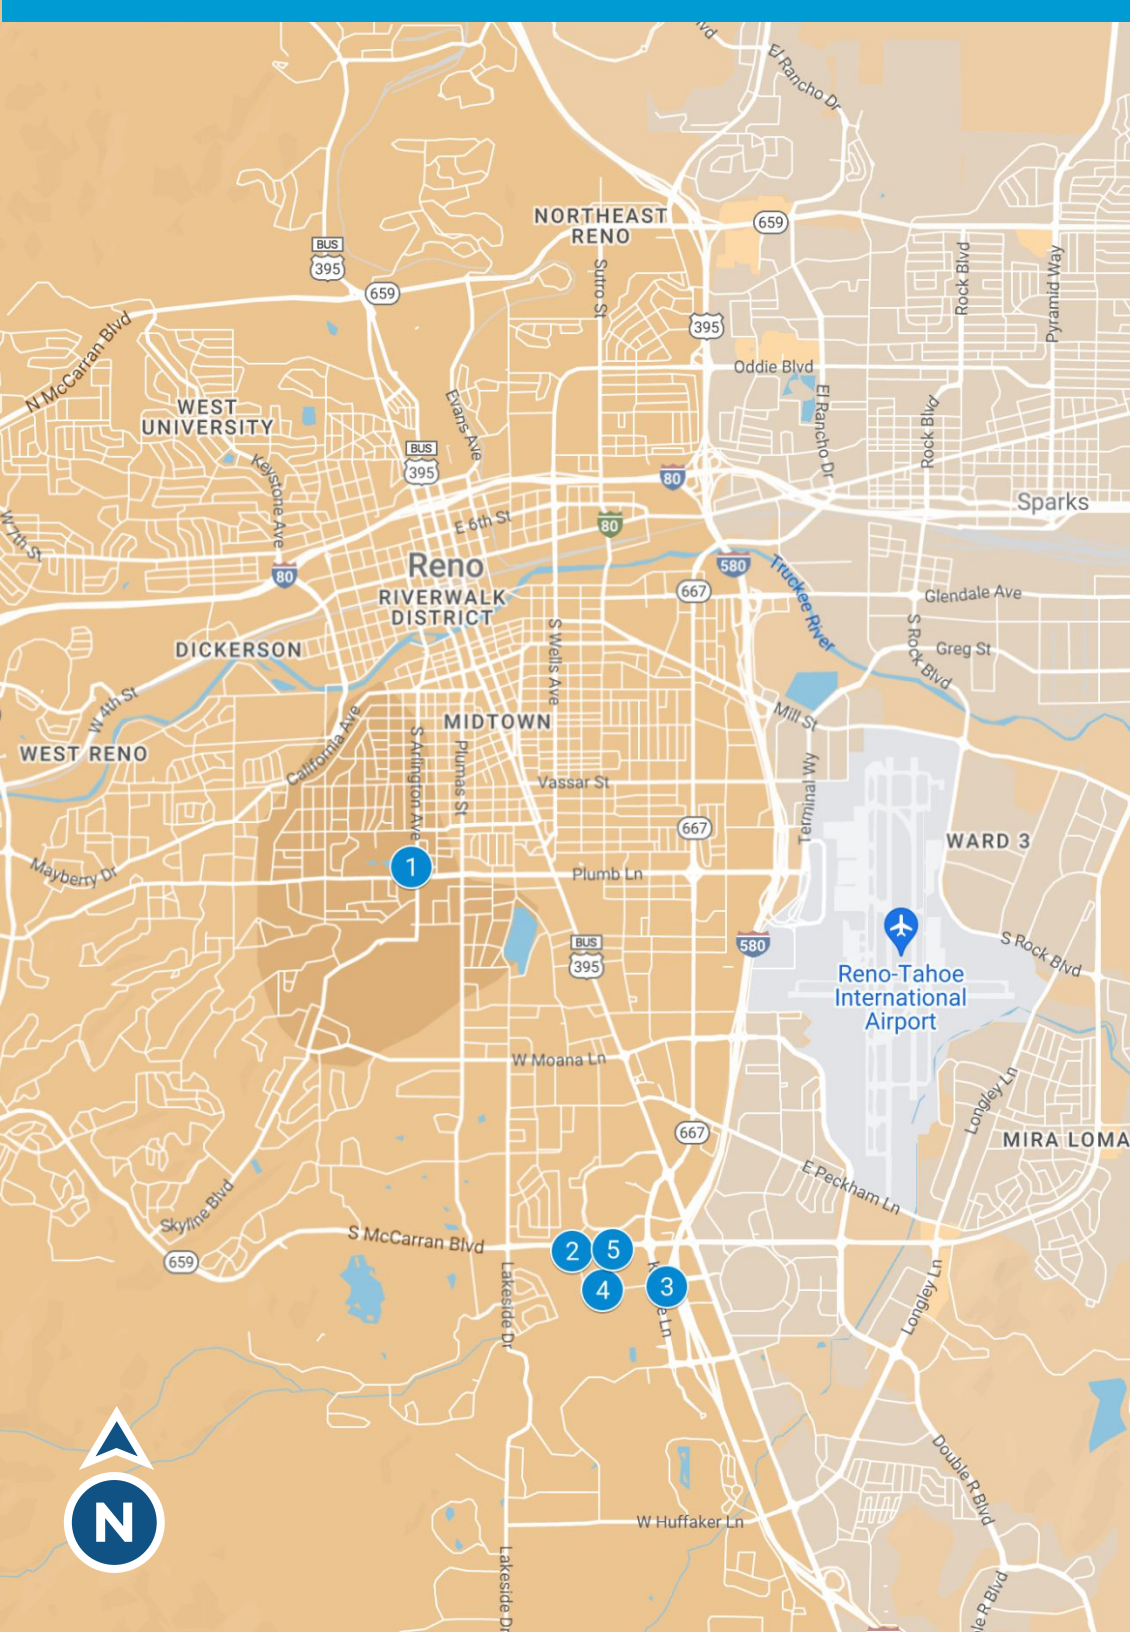 El Rancho Dr
NORTHEAST
RENO
659
BUS
395
659
Sutro St
Rock Blvd
Pyramid Way
395
N McCarran Blvd
Oddie Blvd
WEST
UNIVERSITY
Evans Ave
El Rancho Dr
Rock Blvd
BUS
395
Keystone Ave
80
Sparks
W 7th St
E 6th St
80
Reno
80
580
Truckee River
RIVERWALK
DISTRICT
667
Glendale Ave
DICKERSON
S Wells Ave
S Rock Blvd
Greg St
W 4th St
California Ave
MIDTOWN
Mill St
WEST RENO
S Arlington Ave
Plumas St
Vassar St
Terminal Wy
667
WARD 3
Mayberry Dr
1
Plumb Ln
BUS
395
580
S Rock Blvd
Reno-Tahoe
International
Airport
W Moana Ln
Longley Ln
667
MIRA LOMA
E Peckham Ln
Skyline Blvd
S McCarran Blvd
659
2
5
4
3
Lakeside Dr
Longley Ln
N
Double R Blvd
W Huffaker Ln
Lakeside Dr
le R Blvd